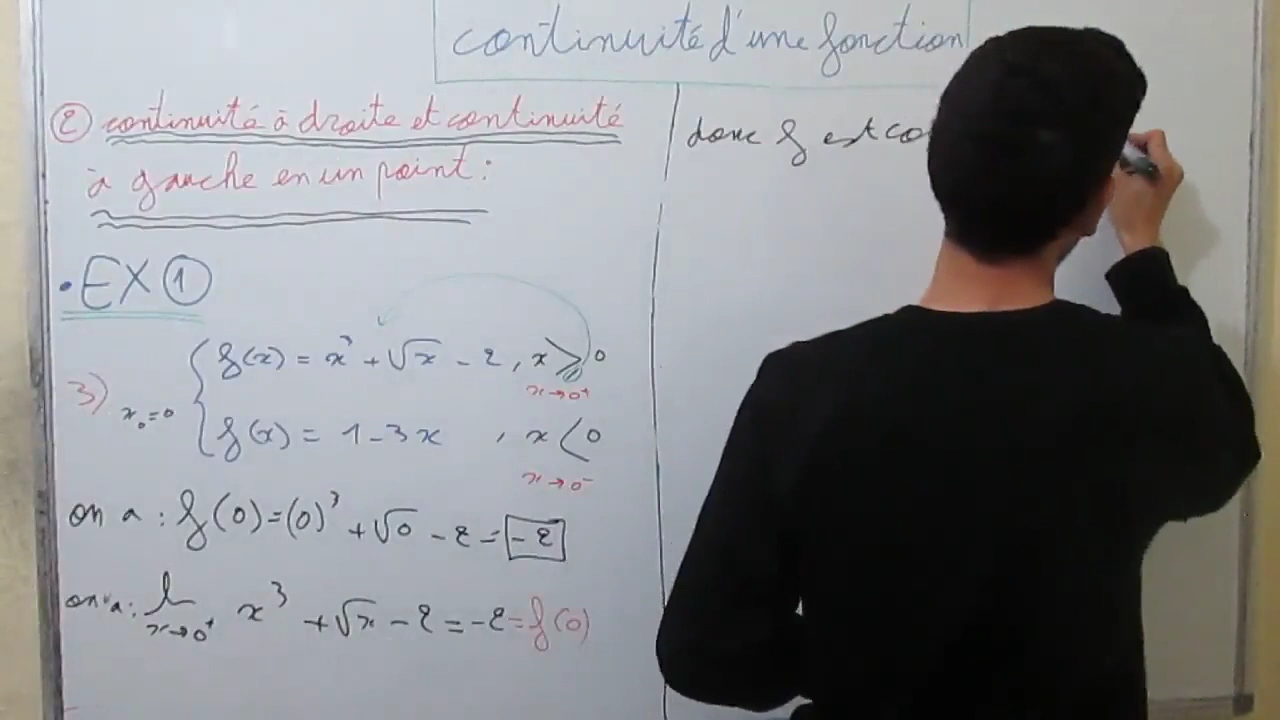 continuité d'une fonction
② continuité à droite et continuité
à gauche en un point :
• EX ①
3) x₀=0
f(x) = x³ + √x - 2, x ⩾ 0
x→0⁺
f(x) = 1-3x , x < 0
x→0⁻
on a : f(0) = (0)³ + √0 - 2 = -2
on a : lim x→0⁺ x³ + √x - 2 = -2 = f(0)
donc f est co